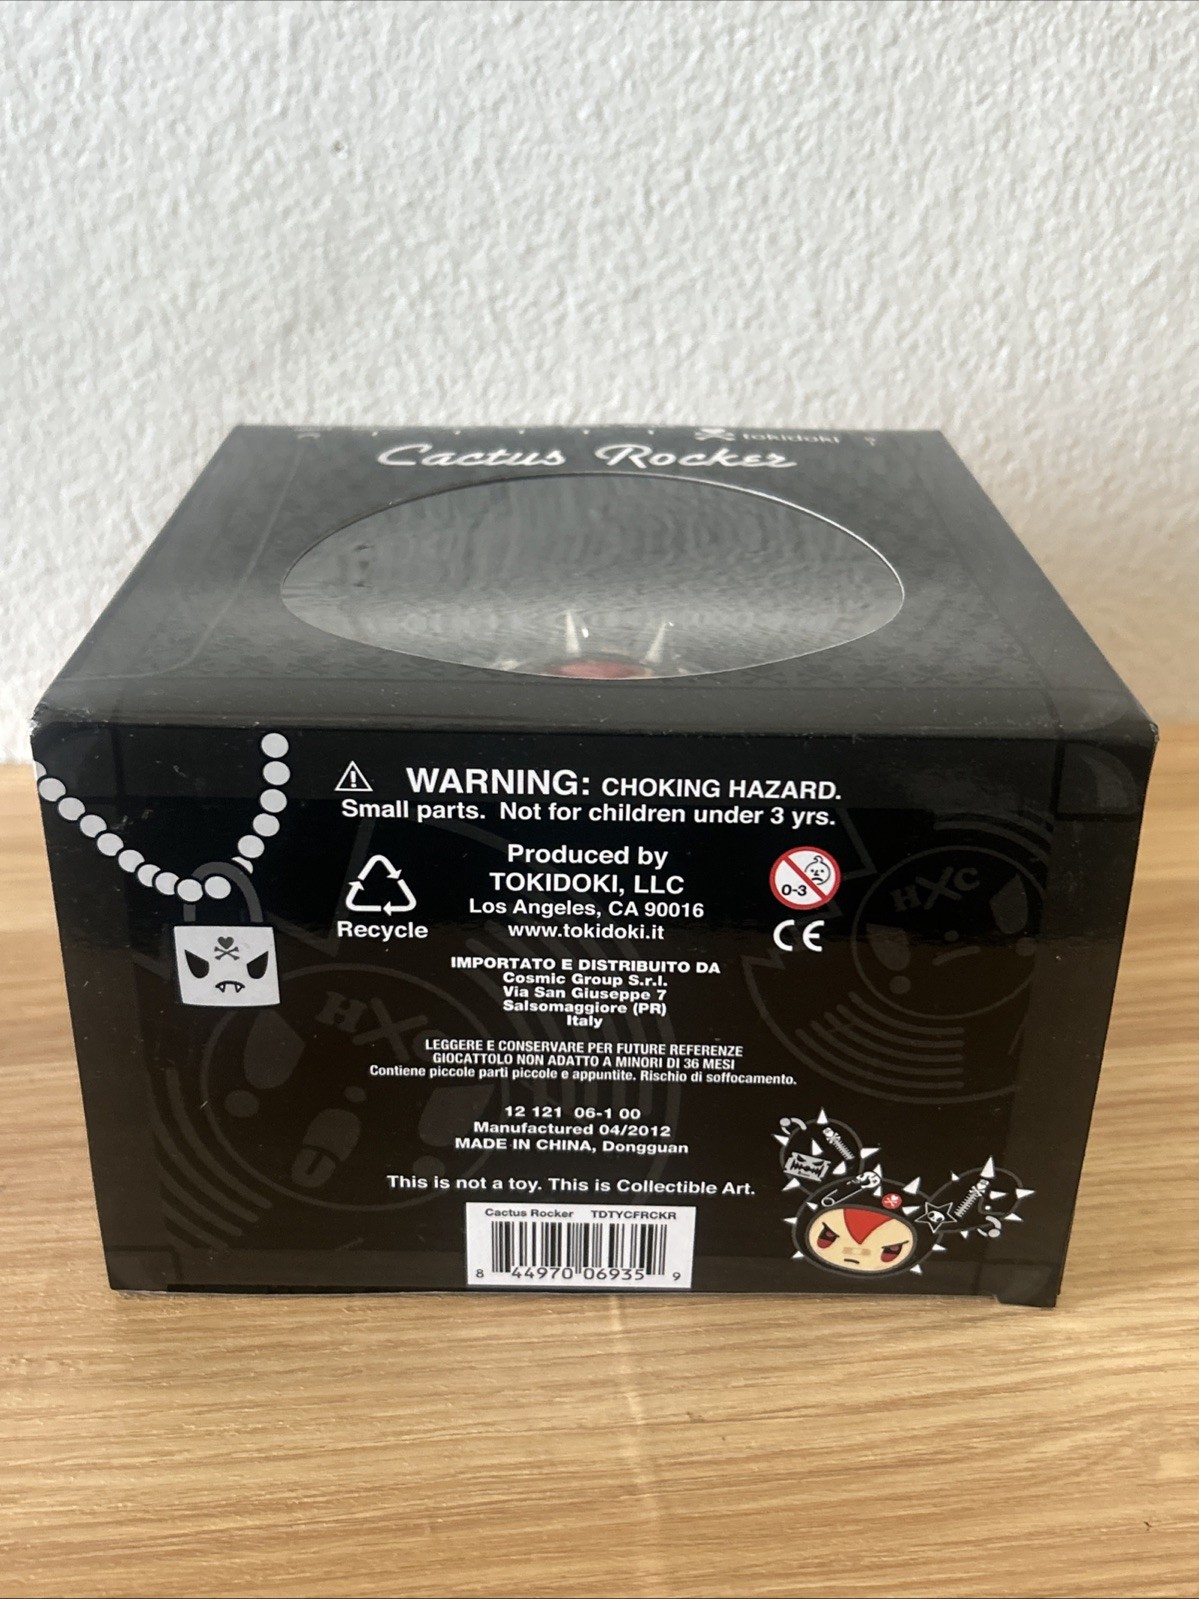 tokidoki
Cactus Rocker
WARNING: CHOKING HAZARD.
Small parts. Not for children under 3 yrs.
Produced by
TOKIDOKI, LLC
Los Angeles, CA 90016
www.tokidoki.it
Recycle
0-3
CE
HXC
HXC
IMPORTATO E DISTRIBUITO DA
Cosmic Group S.r.l.
Via San Giuseppe 7
Salsomaggiore (PR)
Italy
LEGGERE E CONSERVARE PER FUTURE REFERENZE
GIOCATTOLO NON ADATTO A MINORI DI 36 MESI
Contiene piccole parti piccole e appuntite. Rischio di soffocamento.
12 121 06-1 00
Manufactured 04/2012
MADE IN CHINA, Dongguan
This is not a toy. This is Collectible Art.
Cactus Rocker TDTYCFRCKR
8 44970 06935 9